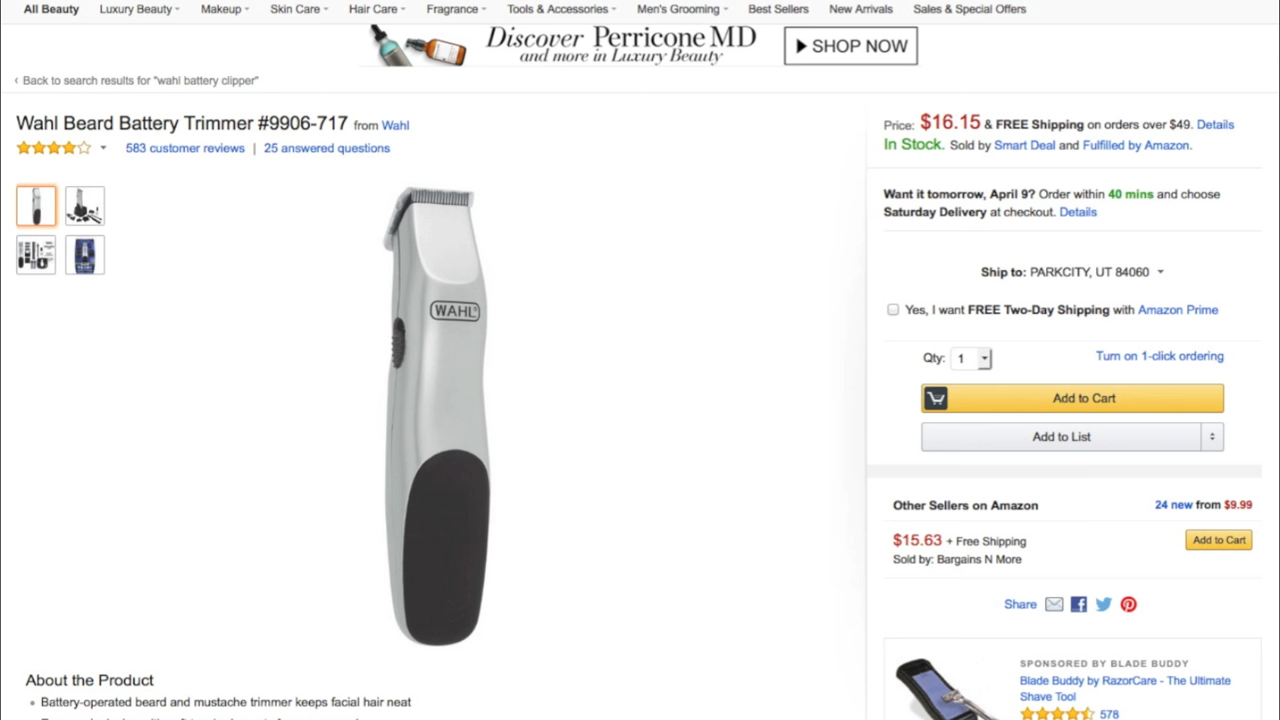 All Beauty Luxury Beauty Makeup Skin Care Hair Care Fragrance Tools & Accessories Men's Grooming Best Sellers New Arrivals Sales & Special Offers
Discover Perricone MD
and more in Luxury Beauty
SHOP NOW
‹ Back to search results for "wahl battery clipper"
Wahl Beard Battery Trimmer #9906-717 from Wahl
583 customer reviews | 25 answered questions
WAHL
About the Product
• Battery-operated beard and mustache trimmer keeps facial hair neat
Price: $16.15 & FREE Shipping on orders over $49. Details
In Stock. Sold by Smart Deal and Fulfilled by Amazon.
Want it tomorrow, April 9? Order within 40 mins and choose
Saturday Delivery at checkout. Details
Ship to: PARKCITY, UT 84060
Yes, I want FREE Two-Day Shipping with Amazon Prime
Qty: 1 Turn on 1-click ordering
Add to Cart
Add to List
Other Sellers on Amazon 24 new from $9.99
$15.63 + Free Shipping Add to Cart
Sold by: Bargains N More
Share
SPONSORED BY BLADE BUDDY
Blade Buddy by RazorCare - The Ultimate
Shave Tool
578